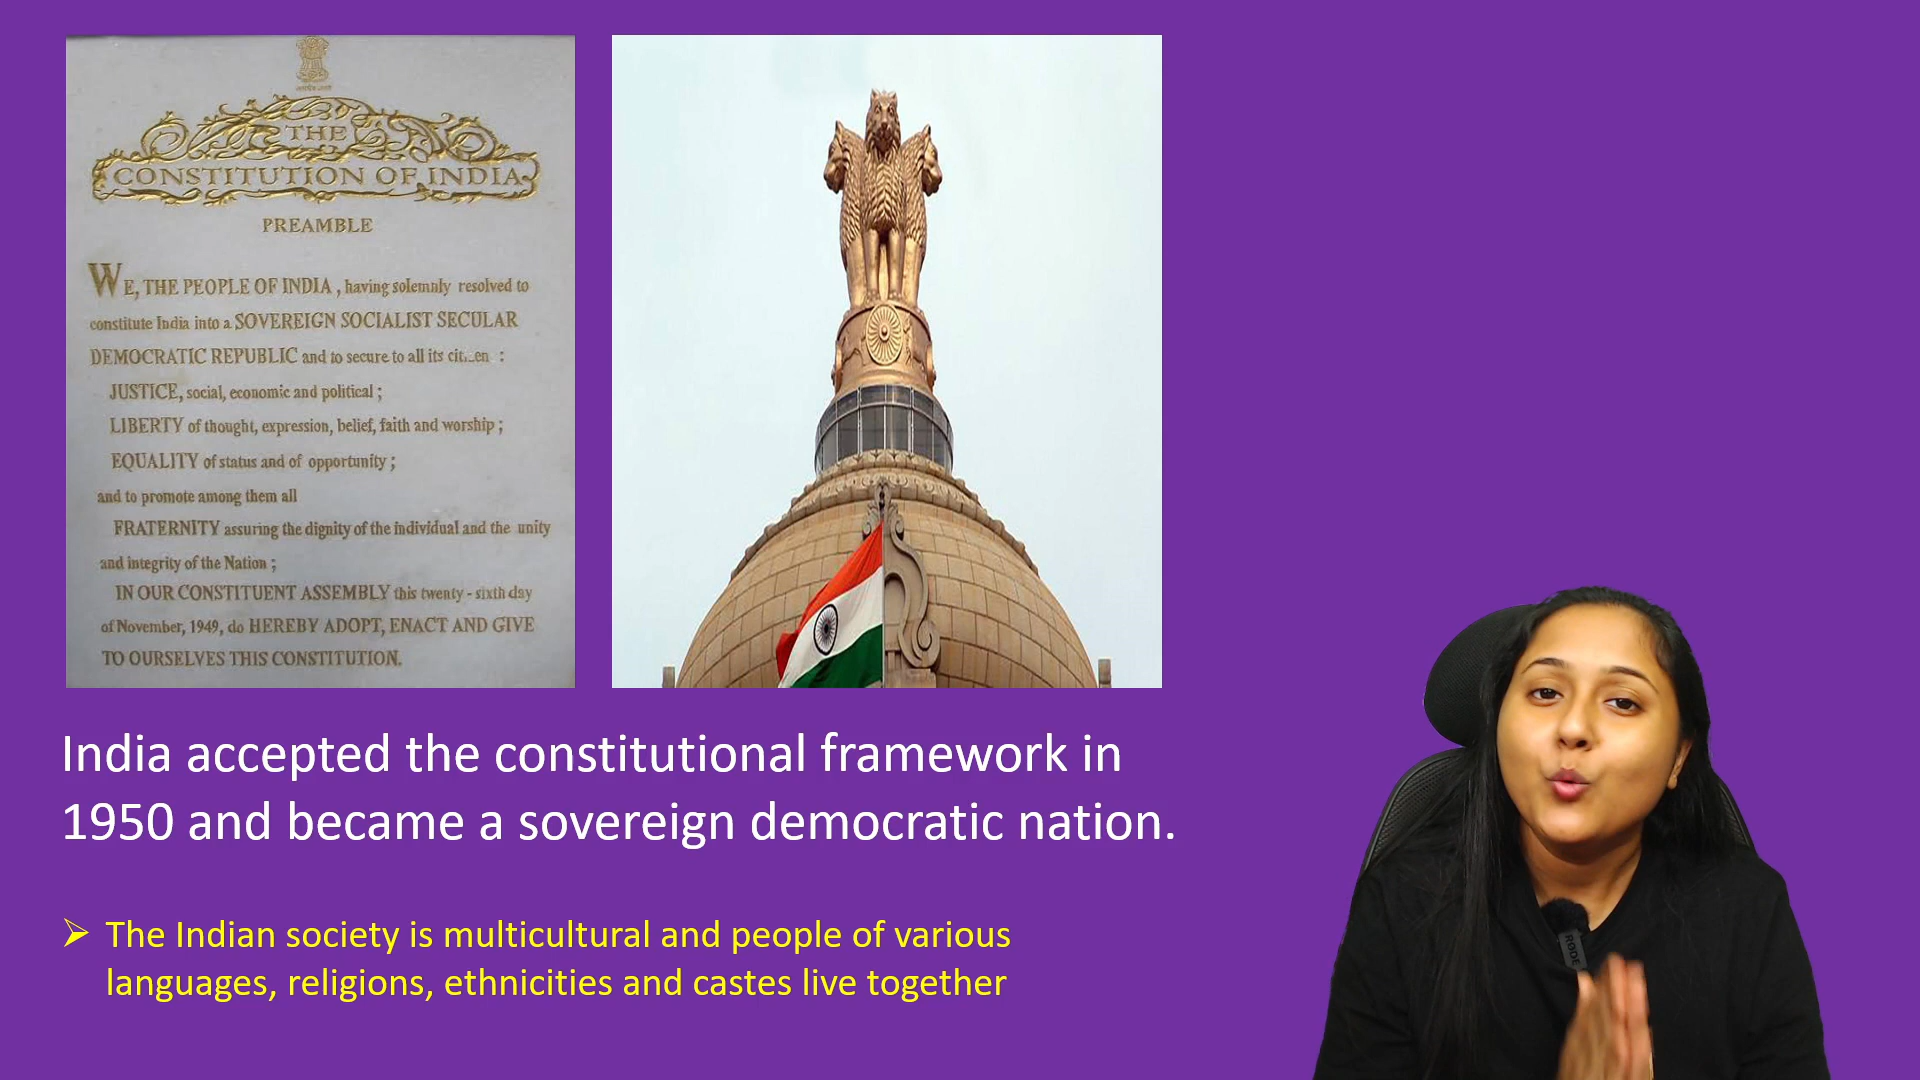 THE
CONSTITUTION OF INDIA
PREAMBLE
WE, THE PEOPLE OF INDIA, having solemnly resolved to
constitute India into a SOVEREIGN SOCIALIST SECULAR
DEMOCRATIC REPUBLIC and to secure to all its
JUSTICE, social, economic and political ;
LIBERTY of thought, expression, belief, faith and worship ;
EQUALITY of status and of opportunity ;
and to promote among them all
FRATERNITY assuring the dignity of the individual and the unity
and integrity of the Nation ;
IN OUR CONSTITUENT ASSEMBLY this twenty - sixth day
of November, 1949, do HEREBY ADOPT, ENACT AND GIVE
TO OURSELVES THIS CONSTITUTION.
India accepted the constitutional framework in
1950 and became a sovereign democratic nation.
The Indian society is multicultural and people of various
languages, religions, ethnicities and castes live together
RODE